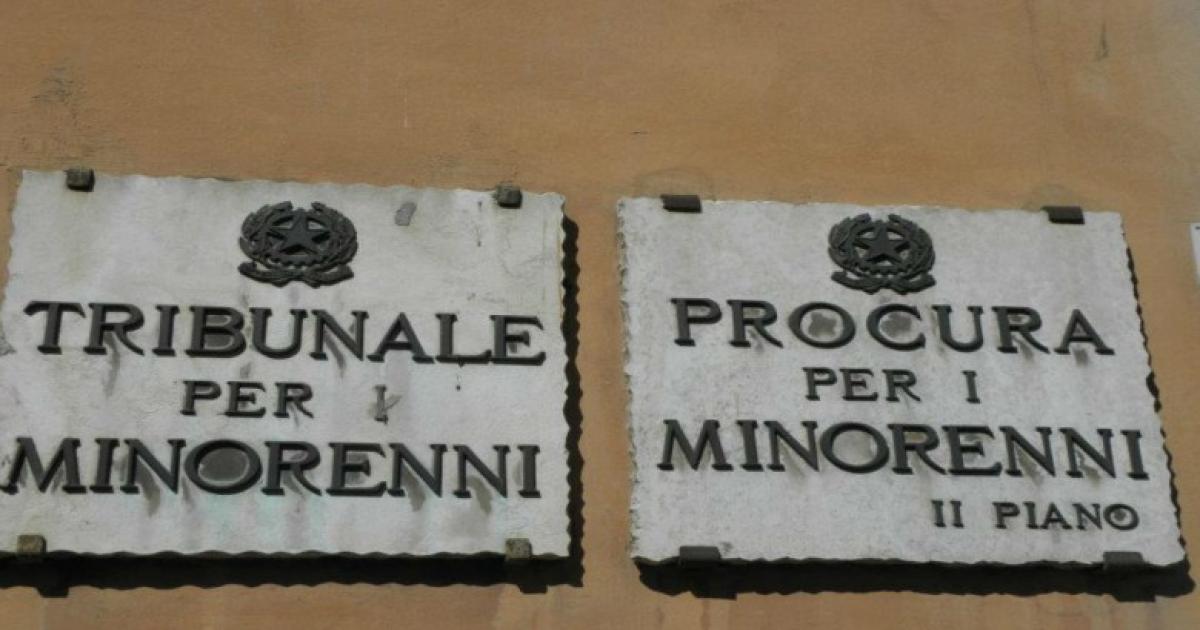 TRIBUNALE
PER I
MINORENNI
PROCURA
PER I
MINORENNI
II PIANO